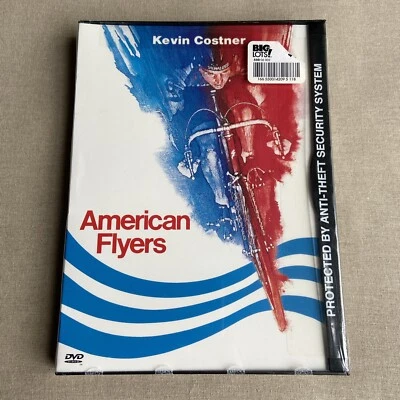 Kevin Costner
BIG
LOTS!
American
Flyers
DVD
PROTECTED BY ANTI-THEFT SECURITY SYSTEM